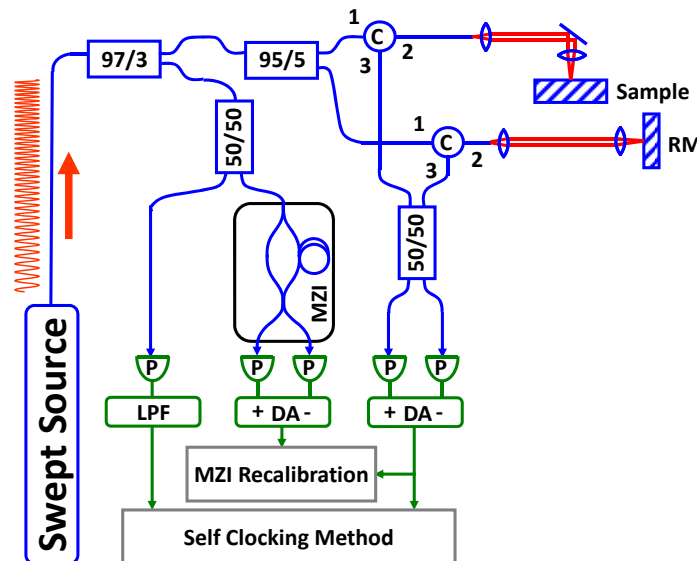 1
C
2
3
97/3
95/5
Sample
50/50
1
C
2
3
RM
50/50
MZI
Swept Source
P
P
P
P
P
LPF
+ DA -
+ DA -
MZI Recalibration
Self Clocking Method